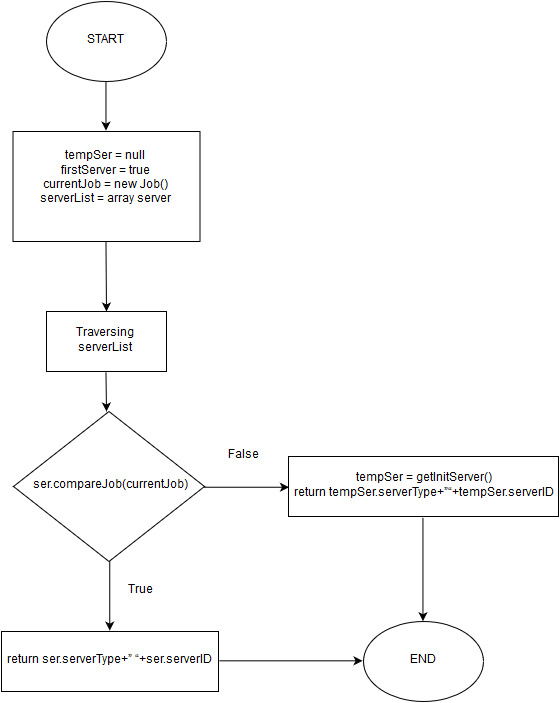 START
tempSer = null
firstServer = true
currentJob = new Job()
serverList = array server
Traversing
serverList
ser.compareJob(currentJob)
False
tempSer = getInitServer()
return tempSer.serverType+”“+tempSer.serverID
True
return ser.serverType+” “+ser.serverID
END